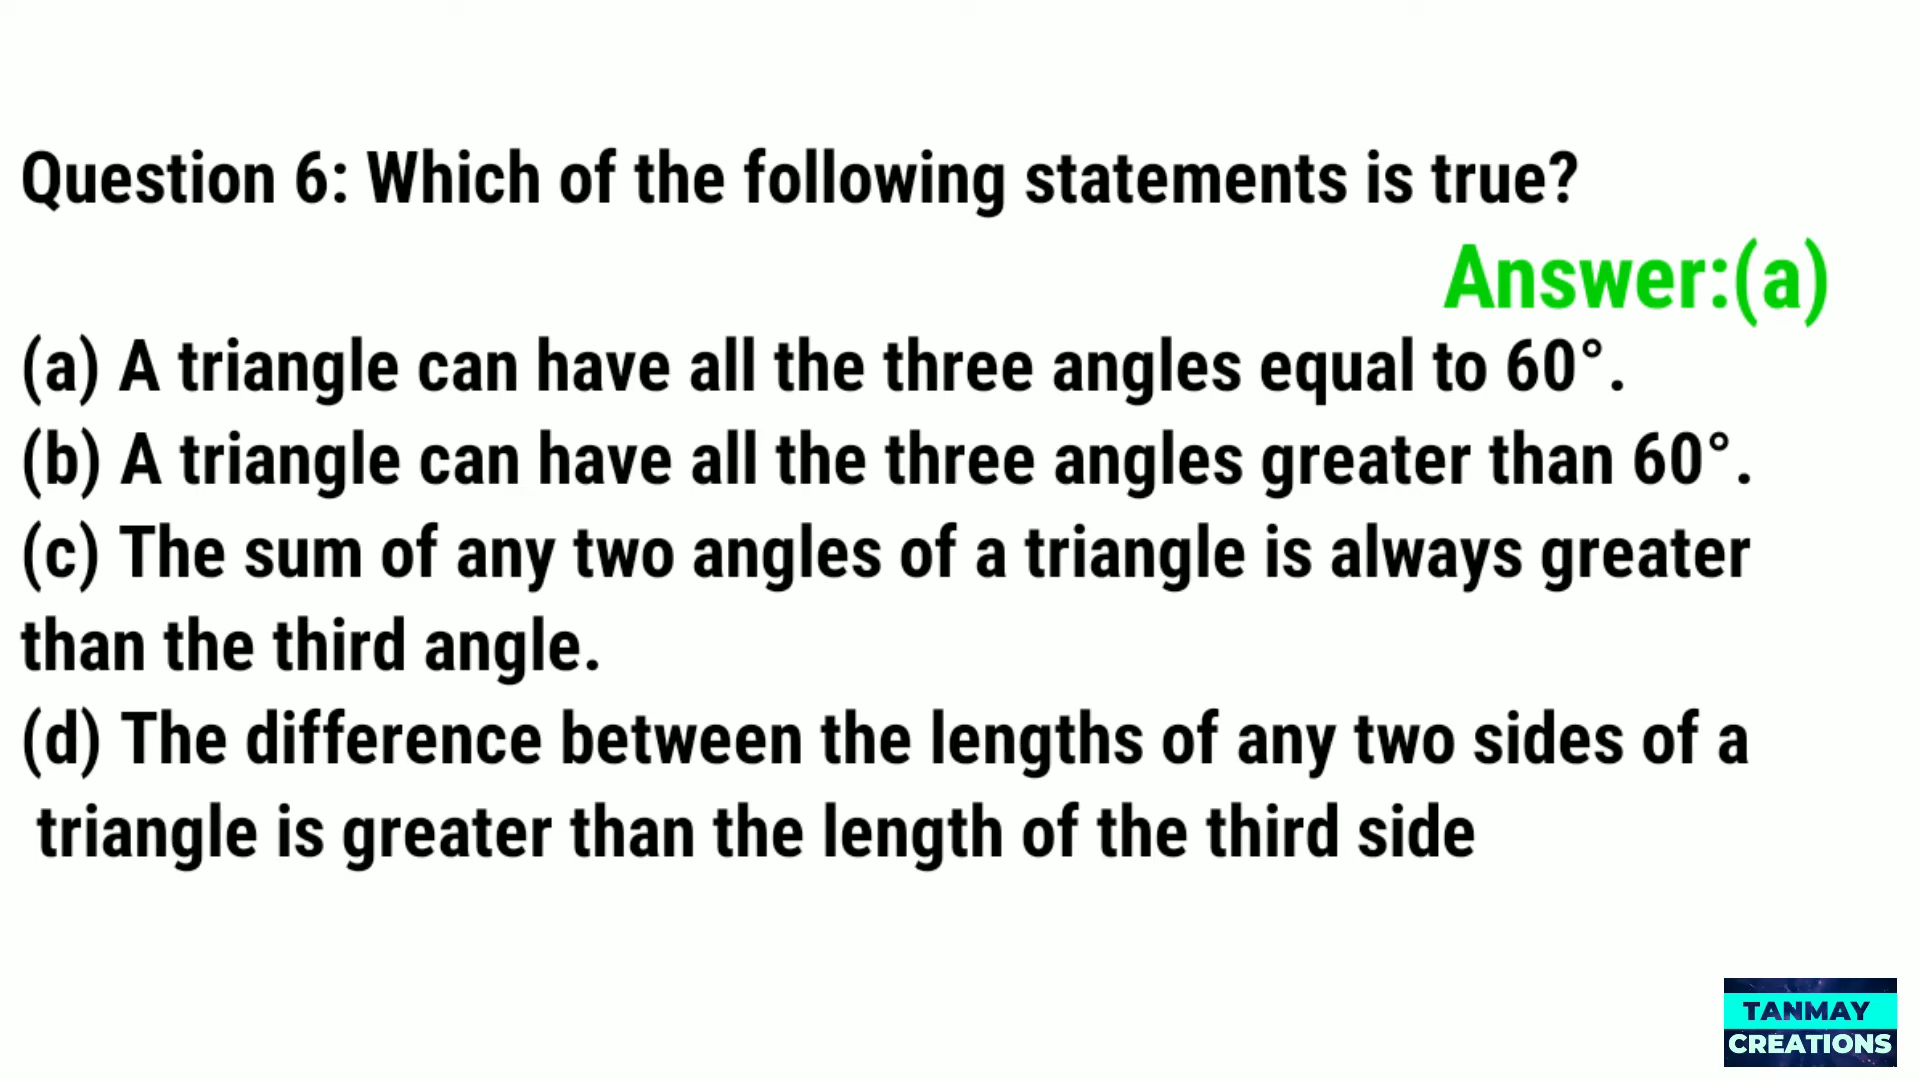 Question 6: Which of the following statements is true?
Answer:(a)
(a) A triangle can have all the three angles equal to 60°.
(b) A triangle can have all the three angles greater than 60°.
(c) The sum of any two angles of a triangle is always greater
than the third angle.
(d) The difference between the lengths of any two sides of a
triangle is greater than the length of the third side
TANMAY
CREATIONS